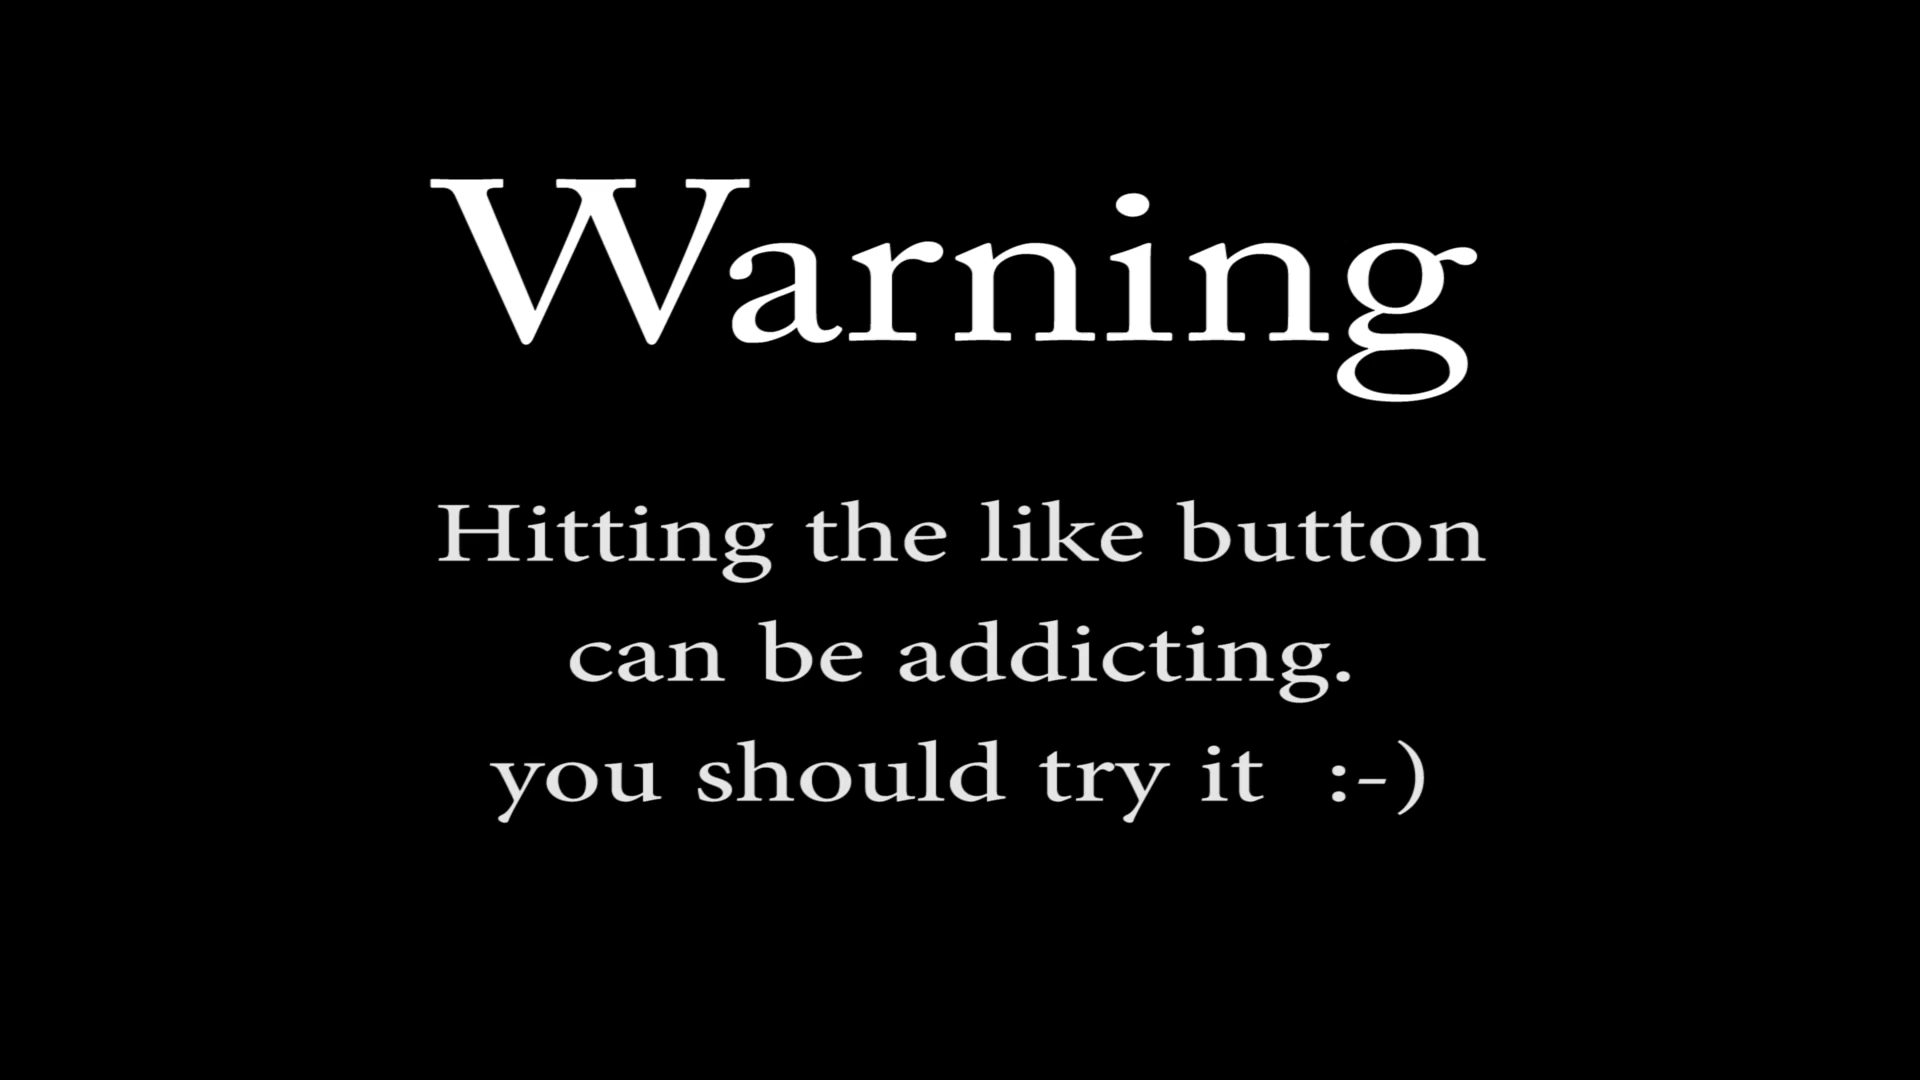 Warning
Hitting the like button
can be addicting.
you should try it  :-)